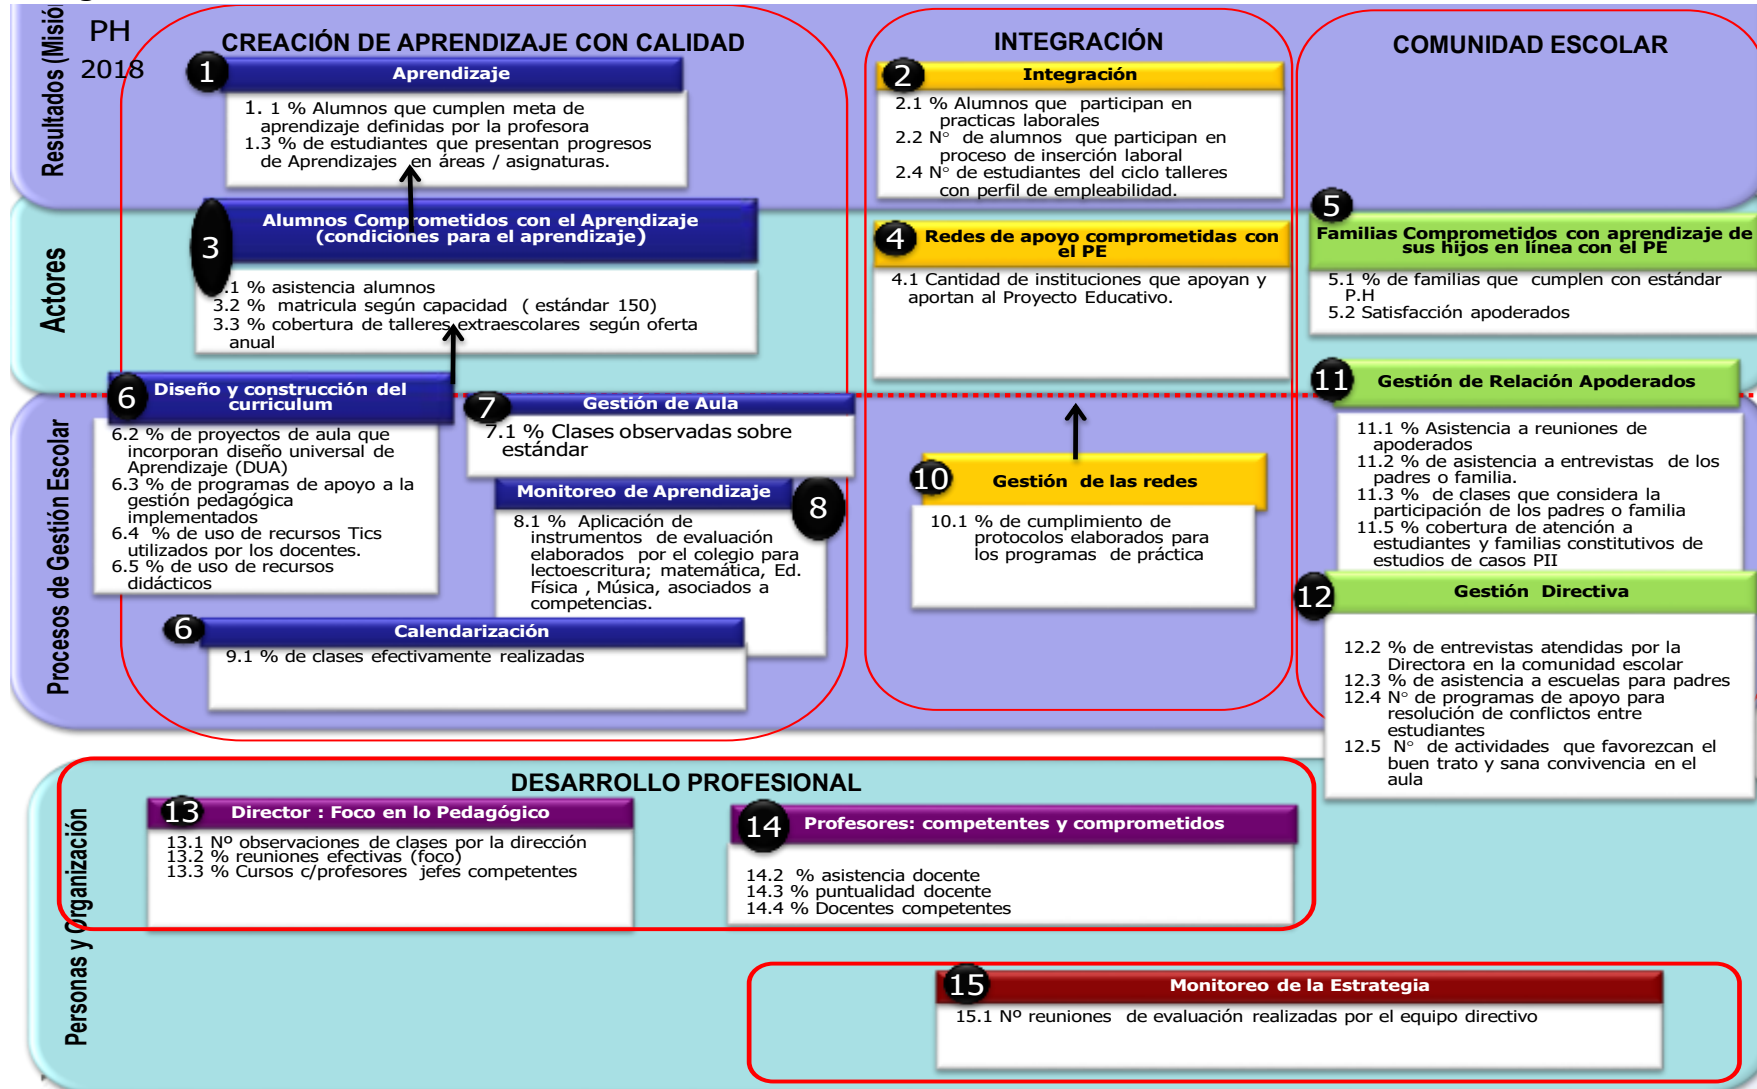 PH
2018
Resultados (Misió
CREACIÓN DE APRENDIZAJE CON CALIDAD
INTEGRACIÓN
COMUNIDAD ESCOLAR
1
Aprendizaje
1. 1 % Alumnos que cumplen meta de
aprendizaje definidas por la profesora
1.3 % de estudiantes que presentan progresos
de Aprendizajes en áreas / asignaturas.
2
Integración
2.1 % Alumnos que participan en
practicas laborales
2.2 N° de alumnos que participan en
proceso de inserción laboral
2.4 N° de estudiantes del ciclo talleres
con perfil de empleabilidad.
Actores
3
Alumnos Comprometidos con el Aprendizaje
(condiciones para el aprendizaje)
.1 % asistencia alumnos
3.2 % matricula según capacidad ( estándar 150)
3.3 % cobertura de talleres extraescolares según oferta
anual
4
Redes de apoyo comprometidas con
el PE
4.1 Cantidad de instituciones que apoyan y
aportan al Proyecto Educativo.
5
Familias Comprometidos con aprendizaje de
sus hijos en línea con el PE
5.1 % de familias que cumplen con estándar
P.H
5.2 Satisfacción apoderados
Procesos de Gestión Escolar
6
Diseño y construcción del
curriculum
6.2 % de proyectos de aula que
incorporan diseño universal de
Aprendizaje (DUA)
6.3 % de programas de apoyo a la
gestión pedagógica
implementados
6.4 % de uso de recursos Tics
utilizados por los docentes.
6.5 % de uso de recursos
didácticos
7
Gestión de Aula
7.1 % Clases observadas sobre
estándar
Monitoreo de Aprendizaje
8
8.1 % Aplicación de
instrumentos de evaluación
elaborados por el colegio para
lectoescritura; matemática, Ed.
Física , Música, asociados a
competencias.
6
Calendarización
9.1 % de clases efectivamente realizadas
10
Gestión de las redes
10.1 % de cumplimiento de
protocolos elaborados para
los programas de práctica
11
Gestión de Relación Apoderados
11.1 % Asistencia a reuniones de
apoderados
11.2 % de asistencia a entrevistas de los
padres o familia.
11.3 % de clases que considera la
participación de los padres o familia
11.5 % cobertura de atención a
estudiantes y familias constitutivos de
estudios de casos PII
12
Gestión Directiva
12.2 % de entrevistas atendidas por la
Directora en la comunidad escolar
12.3 % de asistencia a escuelas para padres
12.4 N° de programas de apoyo para
resolución de conflictos entre
estudiantes
12.5 N° de actividades que favorezcan el
buen trato y sana convivencia en el
aula
Personas y Organización
DESARROLLO PROFESIONAL
13
Director : Foco en lo Pedagógico
13.1 Nº observaciones de clases por la dirección
13.2 % reuniones efectivas (foco)
13.3 % Cursos c/profesores jefes competentes
14
Profesores: competentes y comprometidos
14.2 % asistencia docente
14.3 % puntualidad docente
14.4 % Docentes competentes
15
Monitoreo de la Estrategia
15.1 Nº reuniones de evaluación realizadas por el equipo directivo